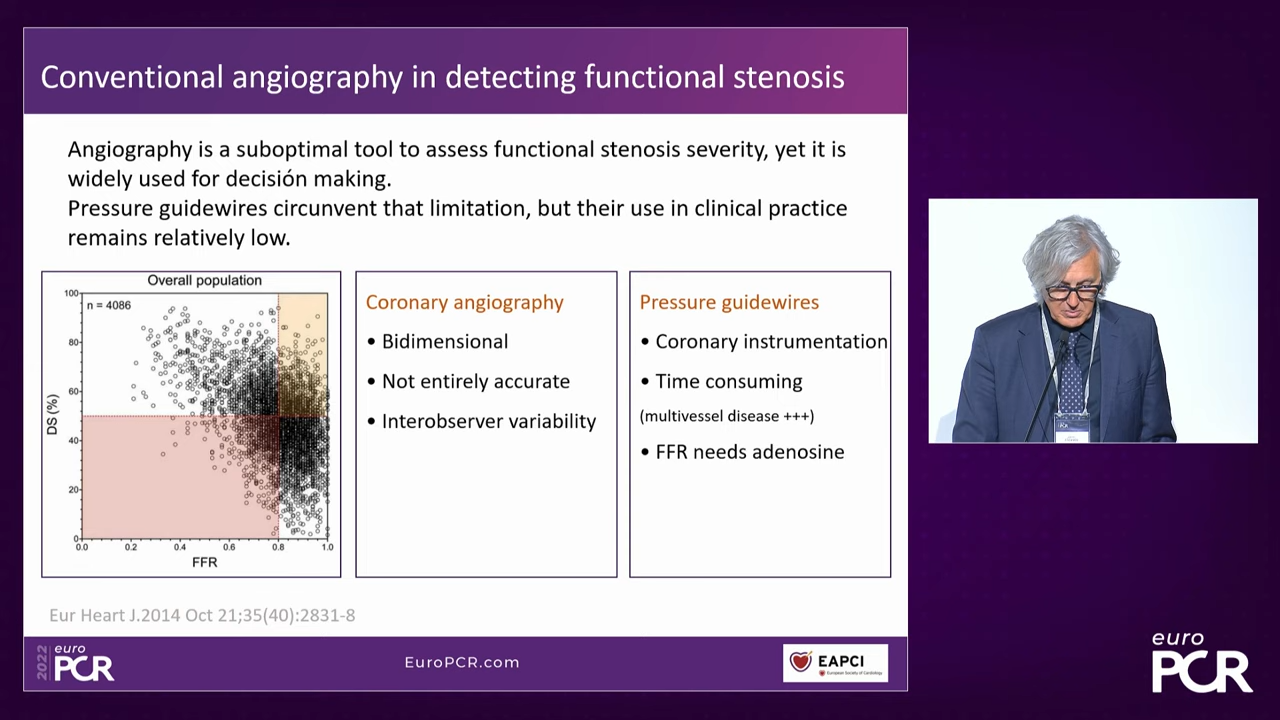 Conventional angiography in detecting functional stenosis
Angiography is a suboptimal tool to assess functional stenosis severity, yet it is
widely used for decisión making.
Pressure guidewires circunvent that limitation, but their use in clinical practice
remains relatively low.
Overall population
n = 4086
100
80
60
40
20
0
DS (%)
0.0 0.2 0.4 0.6 0.8 1.0
FFR
Coronary angiography
• Bidimensional
• Not entirely accurate
• Interobserver variability
Pressure guidewires
• Coronary instrumentation
• Time consuming
(multivessel disease +++)
• FFR needs adenosine
Eur Heart J.2014 Oct 21;35(40):2831-8
2022
euro
PCR
EuroPCR.com
EAPCI
European Society of Cardiology
euro
PCR